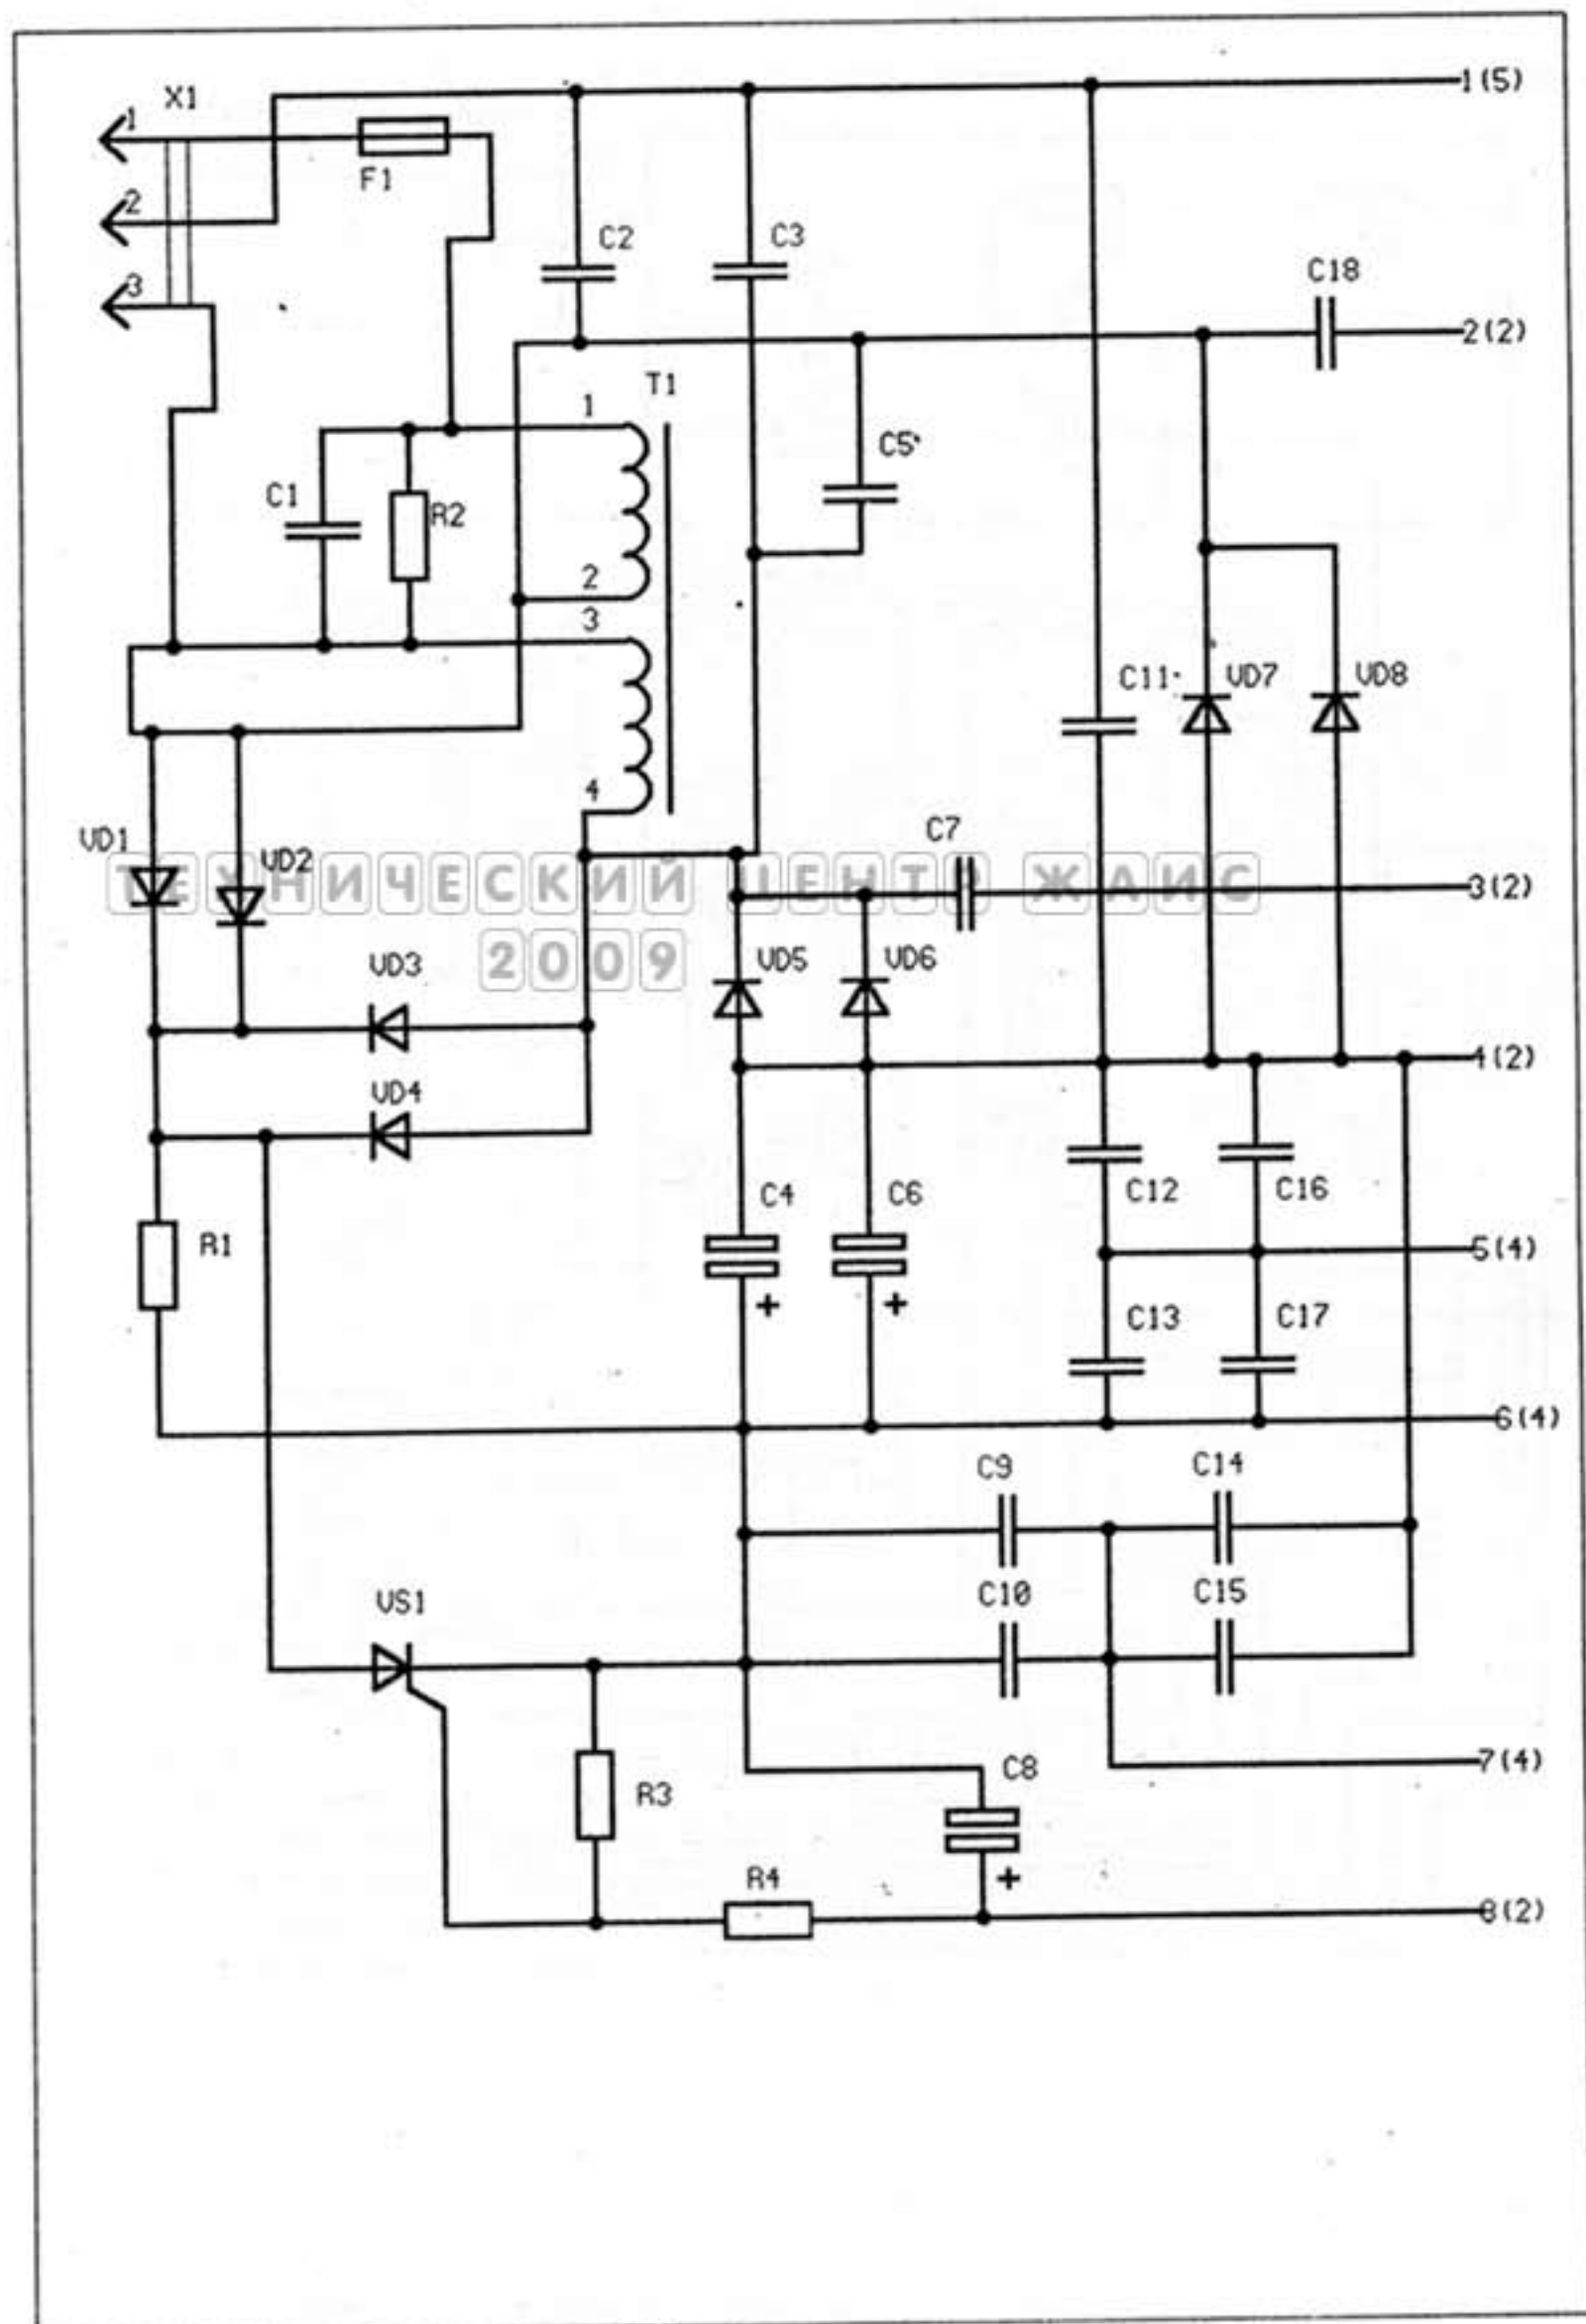 1(5)
X1
1
F1
2
C2
C3
3
C18
2(2)
T1
1
C5
C1
R2
2
3
C11
VD7
VD8
4
C7
VD1
VD2
ТЕХНИЧЕСКИЙ ЦЕНТР ЖАИС
3(2)
2009
VD3
VD5
VD6
4(2)
VD4
C4
C6
C12
C16
R1
5(4)
+
+
C13
C17
6(4)
C9
C14
C10
C15
VS1
7(4)
C8
R3
+
R4
8(2)